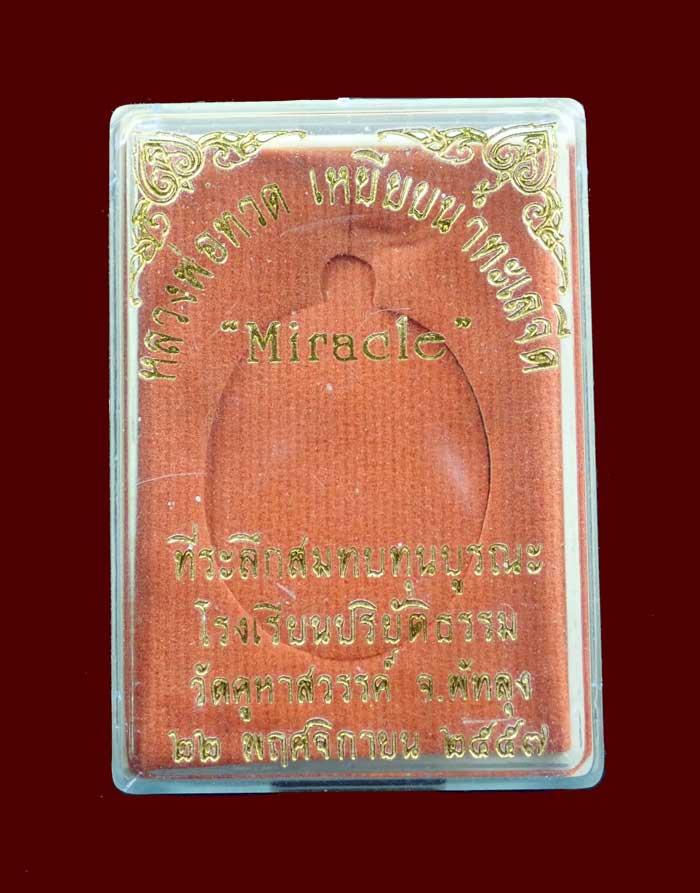 หลวงพ่อทวด เหยียบน้ำทะเลจืด
"Miracle"
ที่ระลึกสมทบทุนบูรณะ
โรงเรียนปริยัติธรรม
วัดคูหาสวรรค์ จ.พัทลุง
๒๒ พฤศจิกายน ๒๕๕๗